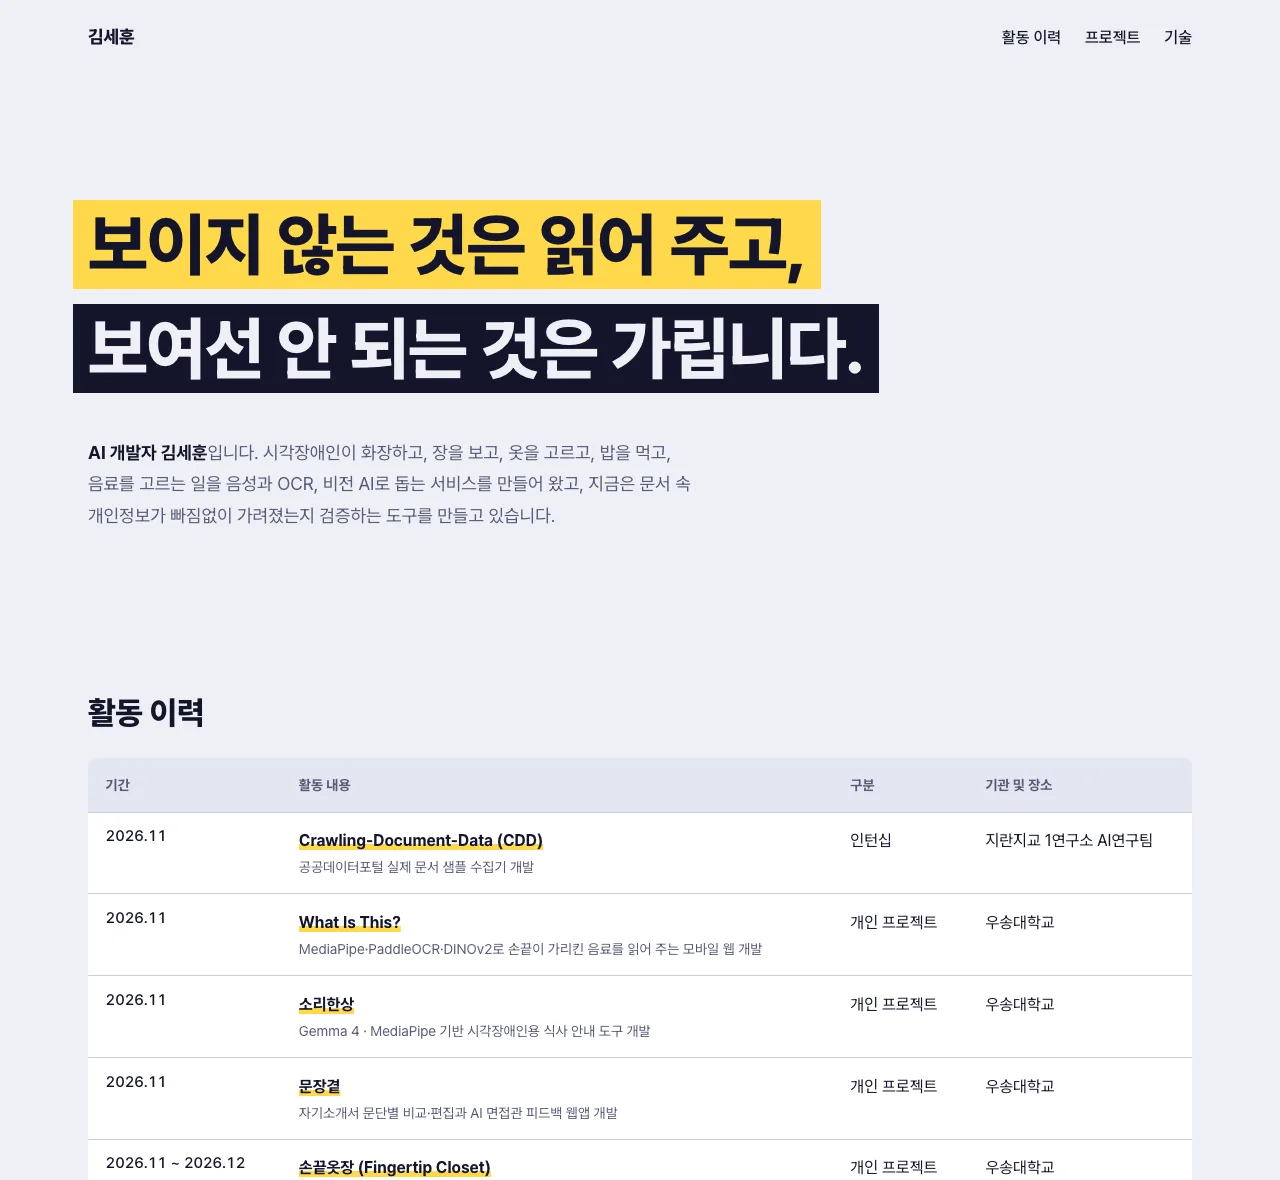 김세훈
활동 이력 프로젝트 기술
보이지 않는 것은 읽어 주고,
보여선 안 되는 것은 가립니다.
AI 개발자 김세훈입니다. 시각장애인이 화장하고, 장을 보고, 옷을 고르고, 밥을 먹고,
음료를 고르는 일을 음성과 OCR, 비전 AI로 돕는 서비스를 만들어 왔고, 지금은 문서 속
개인정보가 빠짐없이 가려졌는지 검증하는 도구를 만들고 있습니다.
활동 이력
기간 활동 내용 구분 기관 및 장소
2026.11 Crawling-Document-Data (CDD) 인턴십 지란지교 1연구소 AI연구팀
공공데이터포털 실제 문서 샘플 수집기 개발
2026.11 What Is This? 개인 프로젝트 우송대학교
MediaPipe·PaddleOCR·DINOv2로 손끝이 가리킨 음료를 읽어 주는 모바일 웹 개발
2026.11 소리한상 개인 프로젝트 우송대학교
Gemma 4 · MediaPipe 기반 시각장애인용 식사 안내 도구 개발
2026.11 문장결 개인 프로젝트 우송대학교
자기소개서 문단별 비교·편집과 AI 면접관 피드백 웹앱 개발
2026.11 ~ 2026.12 손끝옷장 (Fingertip Closet) 개인 프로젝트 우송대학교